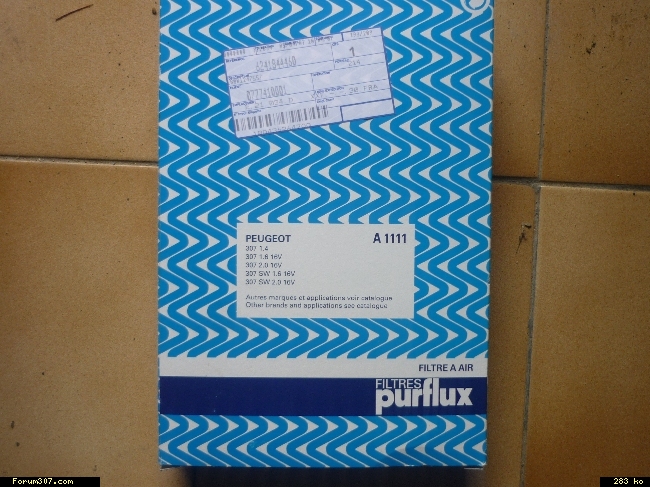 1
PEUGEOT A 1111
307 1.4
307 1.6 16V
307 2.0 16V
307 SW 1.6 16V
307 SW 2.0 16V
Autres marques et applications voir catalogue
Other brands and applications see catalogue
FILTRE A AIR
FILTRES
purflux
Forum307.com 283 ko